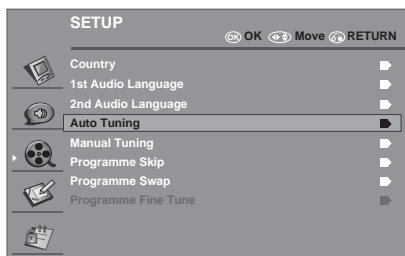 SETUP
OK OK Move RETURN
Country
1st Audio Language
2nd Audio Language
Auto Tuning
Manual Tuning
Programme Skip
Programme Swap
Programme Fine Tune